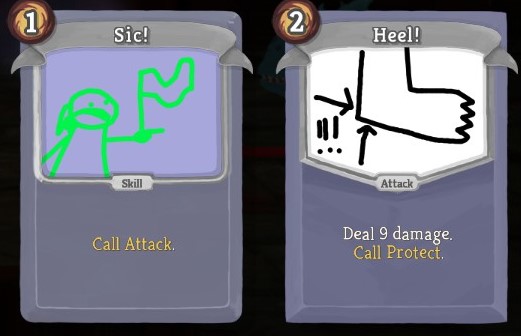 1
Sic!
Skill
Call Attack.
2
Heel!
!!!
Attack
Deal 9 damage.
Call Protect.